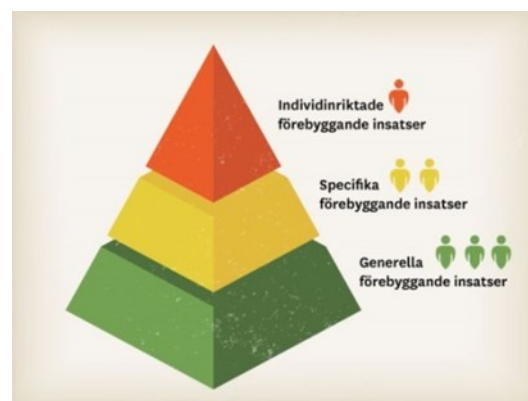 Individinriktade
förebyggande insatser
Specifika
förebyggande insatser
Generella
förebyggande insatser